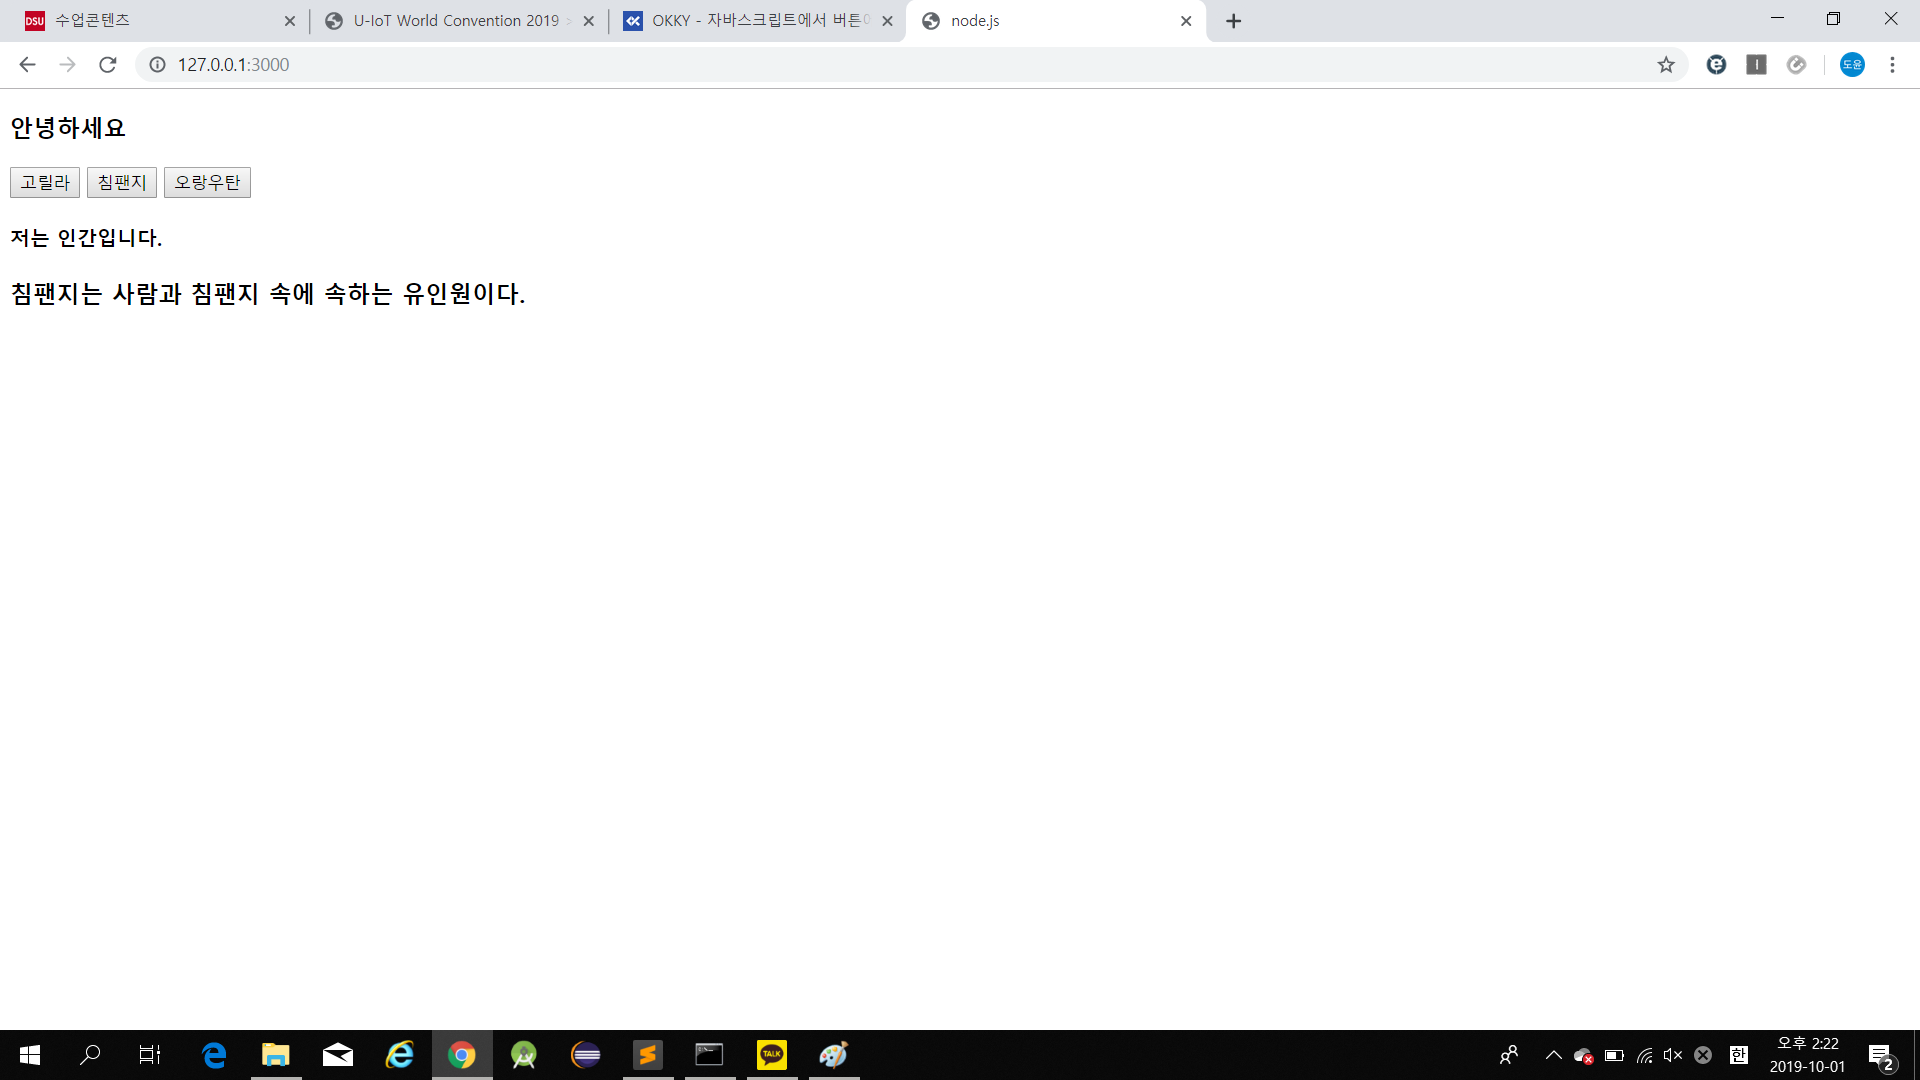 DSU 수업콘텐츠
U-IoT World Convention 2019
OKKY - 자바스크립트에서
node.js
127.0.0.1:3000
도윤
안녕하세요
고릴라 침팬지 오랑우탄
저는 인간입니다.
침팬지는 사람과 침팬지 속에 속하는 유인원이다.
TALK
한
오후 2:22
2019-10-01
2